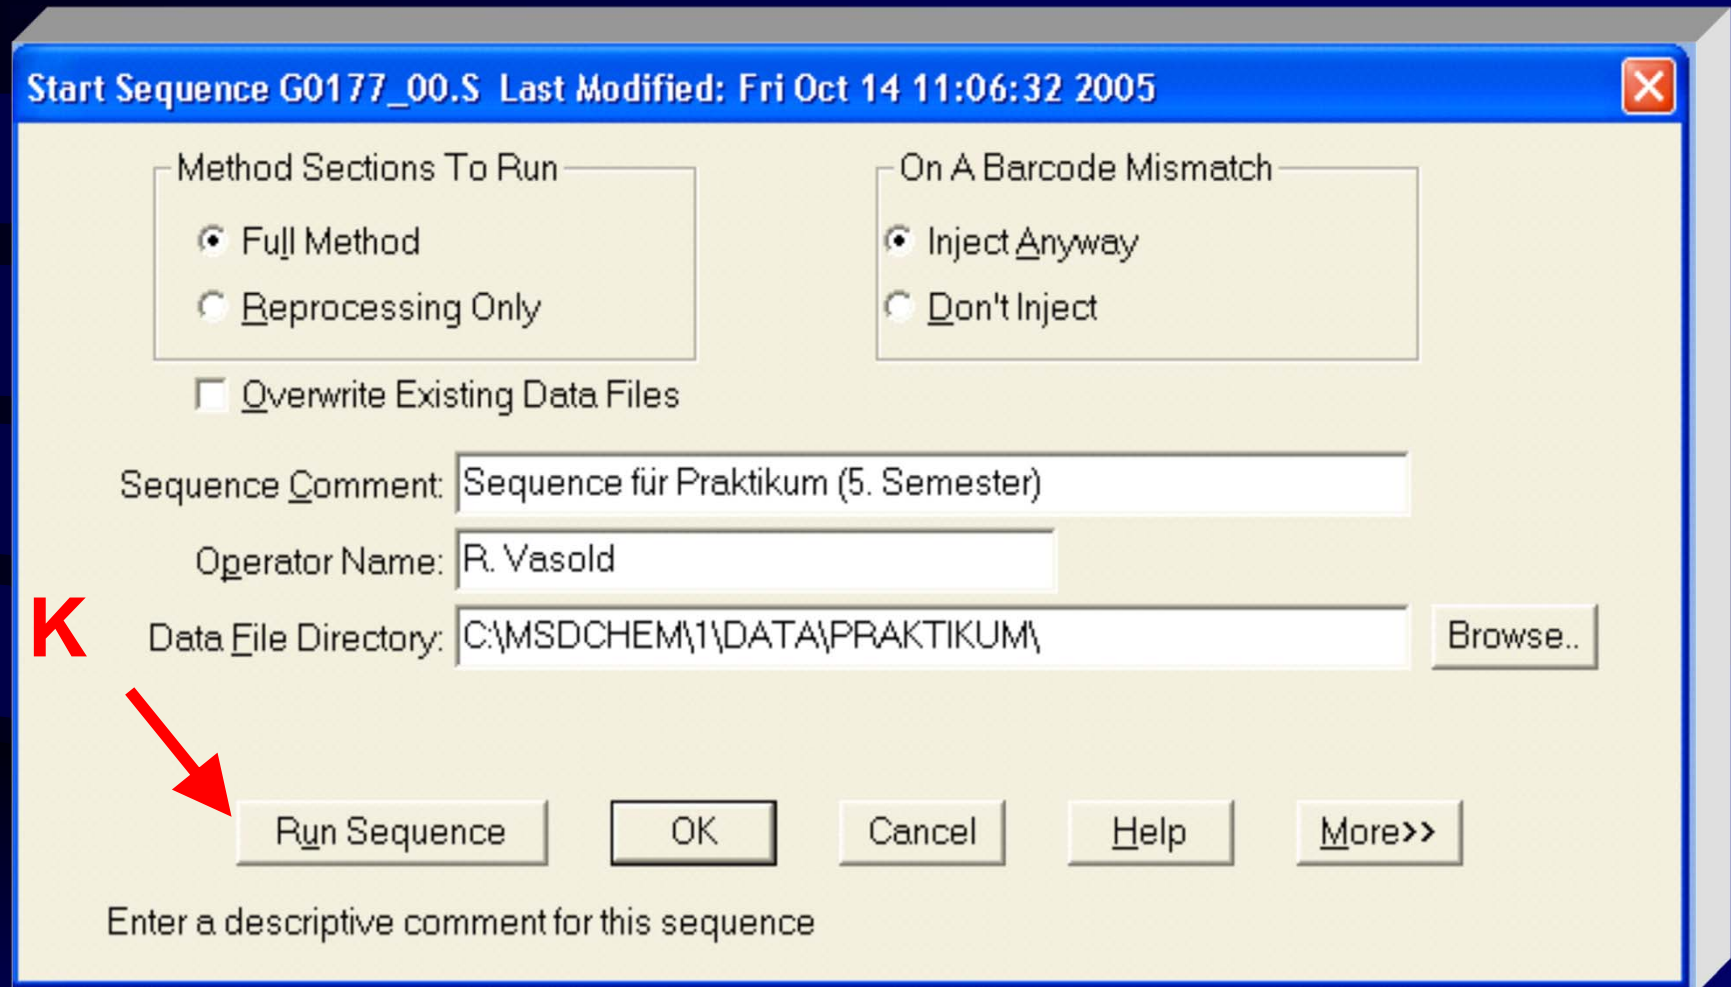 Start Sequence G0177_00.S Last Modified: Fri Oct 14 11:06:32 2005
Method Sections To Run
Full Method
Reprocessing Only
On A Barcode Mismatch
Inject Anyway
Don't Inject
Overwrite Existing Data Files
Sequence Comment: Sequence für Praktikum (5. Semester)
Operator Name: R. Vasold
K
Data File Directory: C:\MSDCHEM\1\DATA\PRAKTIKUM\ Browse..
Run Sequence OK Cancel Help More>>
Enter a descriptive comment for this sequence